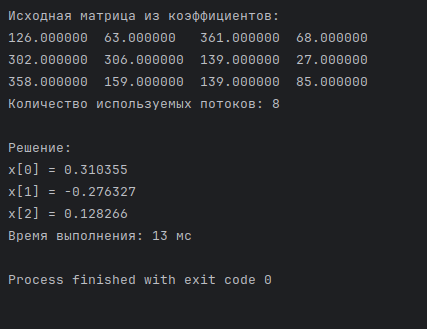 Исходная матрица из коэффициентов:
126.000000  63.000000   361.000000  68.000000
302.000000  306.000000  139.000000  27.000000
358.000000  159.000000  139.000000  85.000000
Количество используемых потоков: 8
Решение:
x[0] = 0.310355
x[1] = -0.276327
x[2] = 0.128266
Время выполнения: 13 мс
Process finished with exit code 0